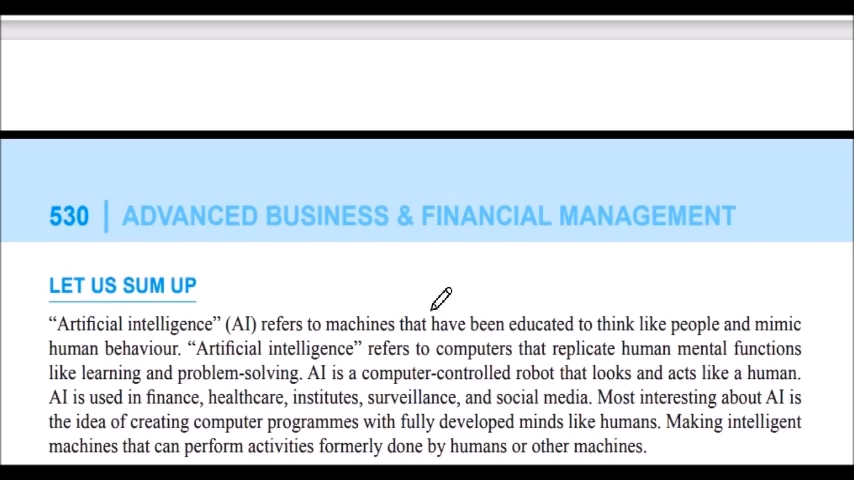 530 | ADVANCED BUSINESS & FINANCIAL MANAGEMENT
LET US SUM UP
“Artificial intelligence” (AI) refers to machines that have been educated to think like people and mimic
human behaviour. “Artificial intelligence” refers to computers that replicate human mental functions
like learning and problem-solving. AI is a computer-controlled robot that looks and acts like a human.
AI is used in finance, healthcare, institutes, surveillance, and social media. Most interesting about AI is
the idea of creating computer programmes with fully developed minds like humans. Making intelligent
machines that can perform activities formerly done by humans or other machines.